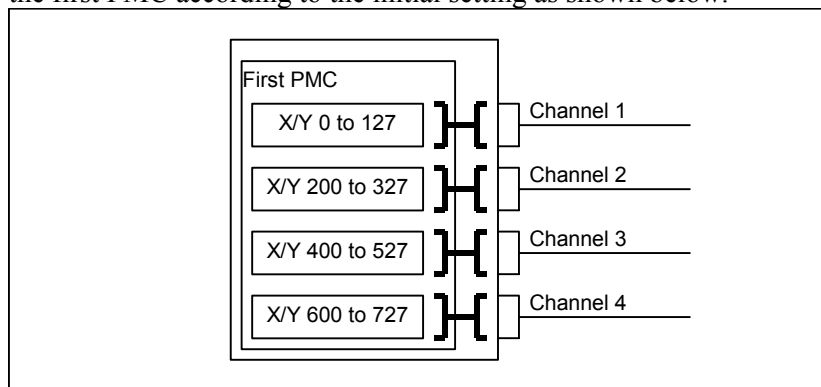 the first PMC according to the initial setting as shown below.
First PMC
X/Y 0 to 127
Channel 1
X/Y 200 to 327
Channel 2
X/Y 400 to 527
Channel 3
X/Y 600 to 727
Channel 4